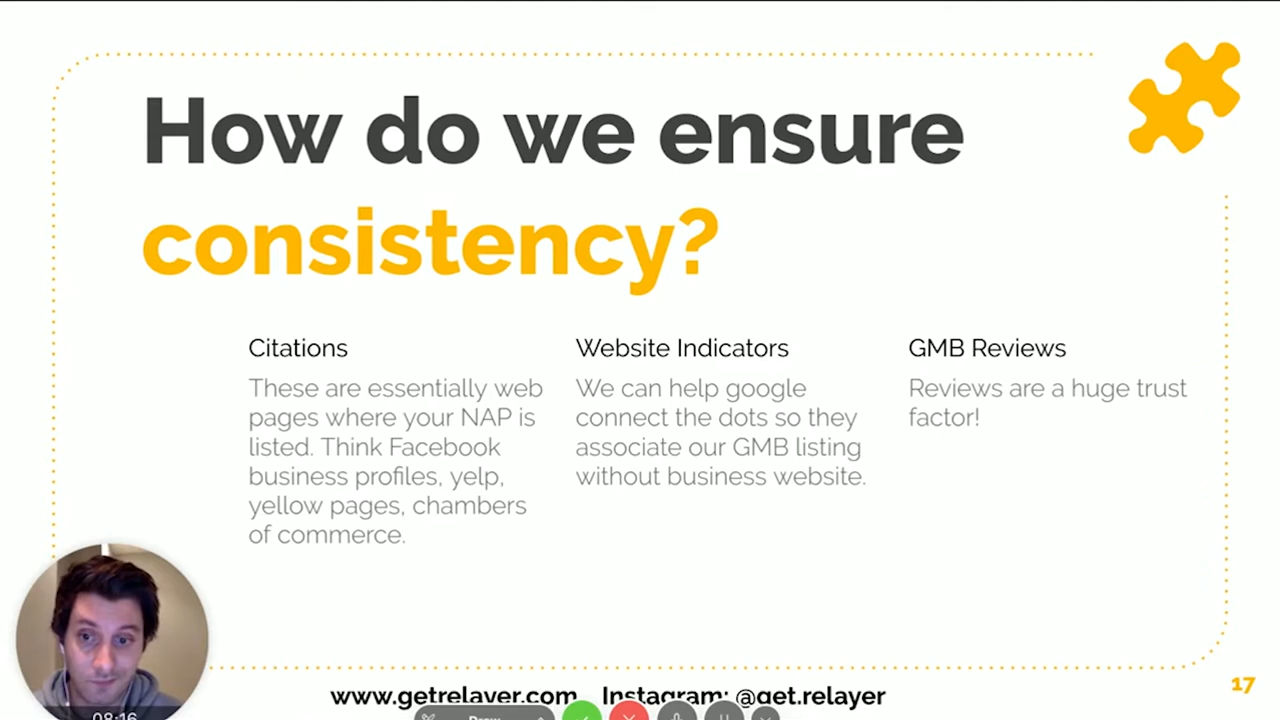 How do we ensure
consistency?
Citations
These are essentially web
pages where your NAP is
listed. Think Facebook
business profiles, yelp,
yellow pages, chambers
of commerce.
Website Indicators
We can help google
connect the dots so they
associate our GMB listing
without business website.
GMB Reviews
Reviews are a huge trust
factor!
www.getrelayer.com Instagram: @get.relayer
17
08:16
Draw